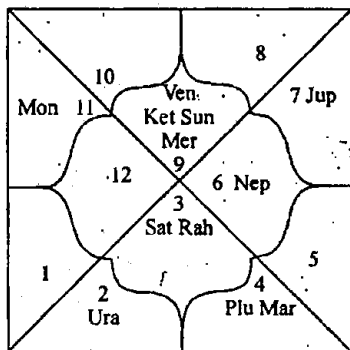 10
8
Ven
Ket Sun
Mer
9
Mon
11
7 Jup
12
6 Nep
3
Sat Rah
1
2
Ura
4
Plu Mar
5